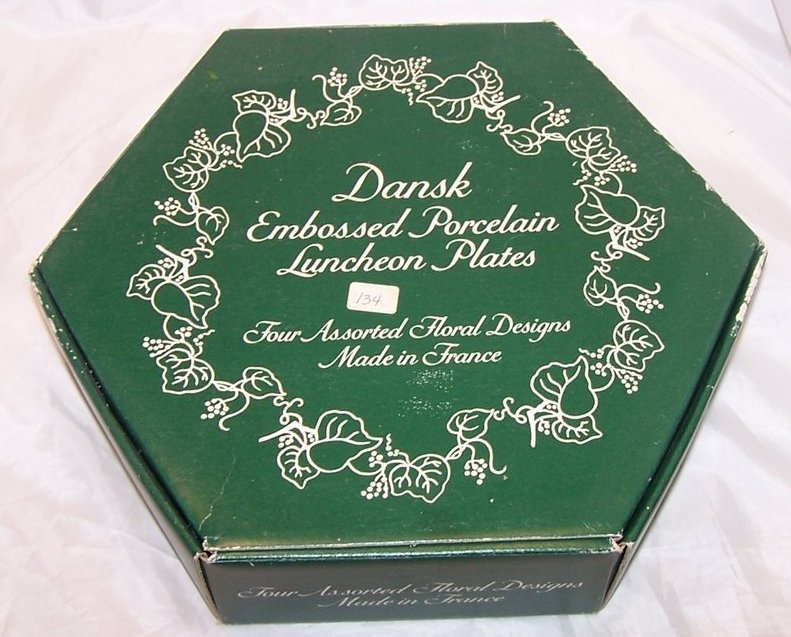 Dansk
Embossed Porcelain
Luncheon Plates
134
Four Assorted Floral Designs
Made in France
Four Assorted Floral Designs
Made in France